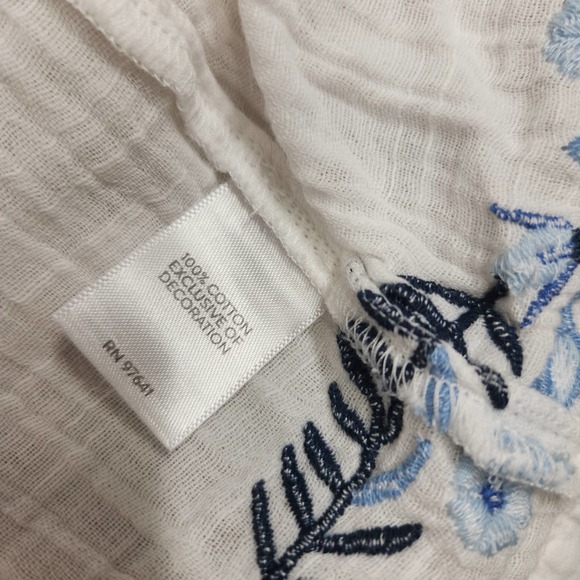 100% COTTON
EXCLUSIVE OF
DECORATION
RN 97641